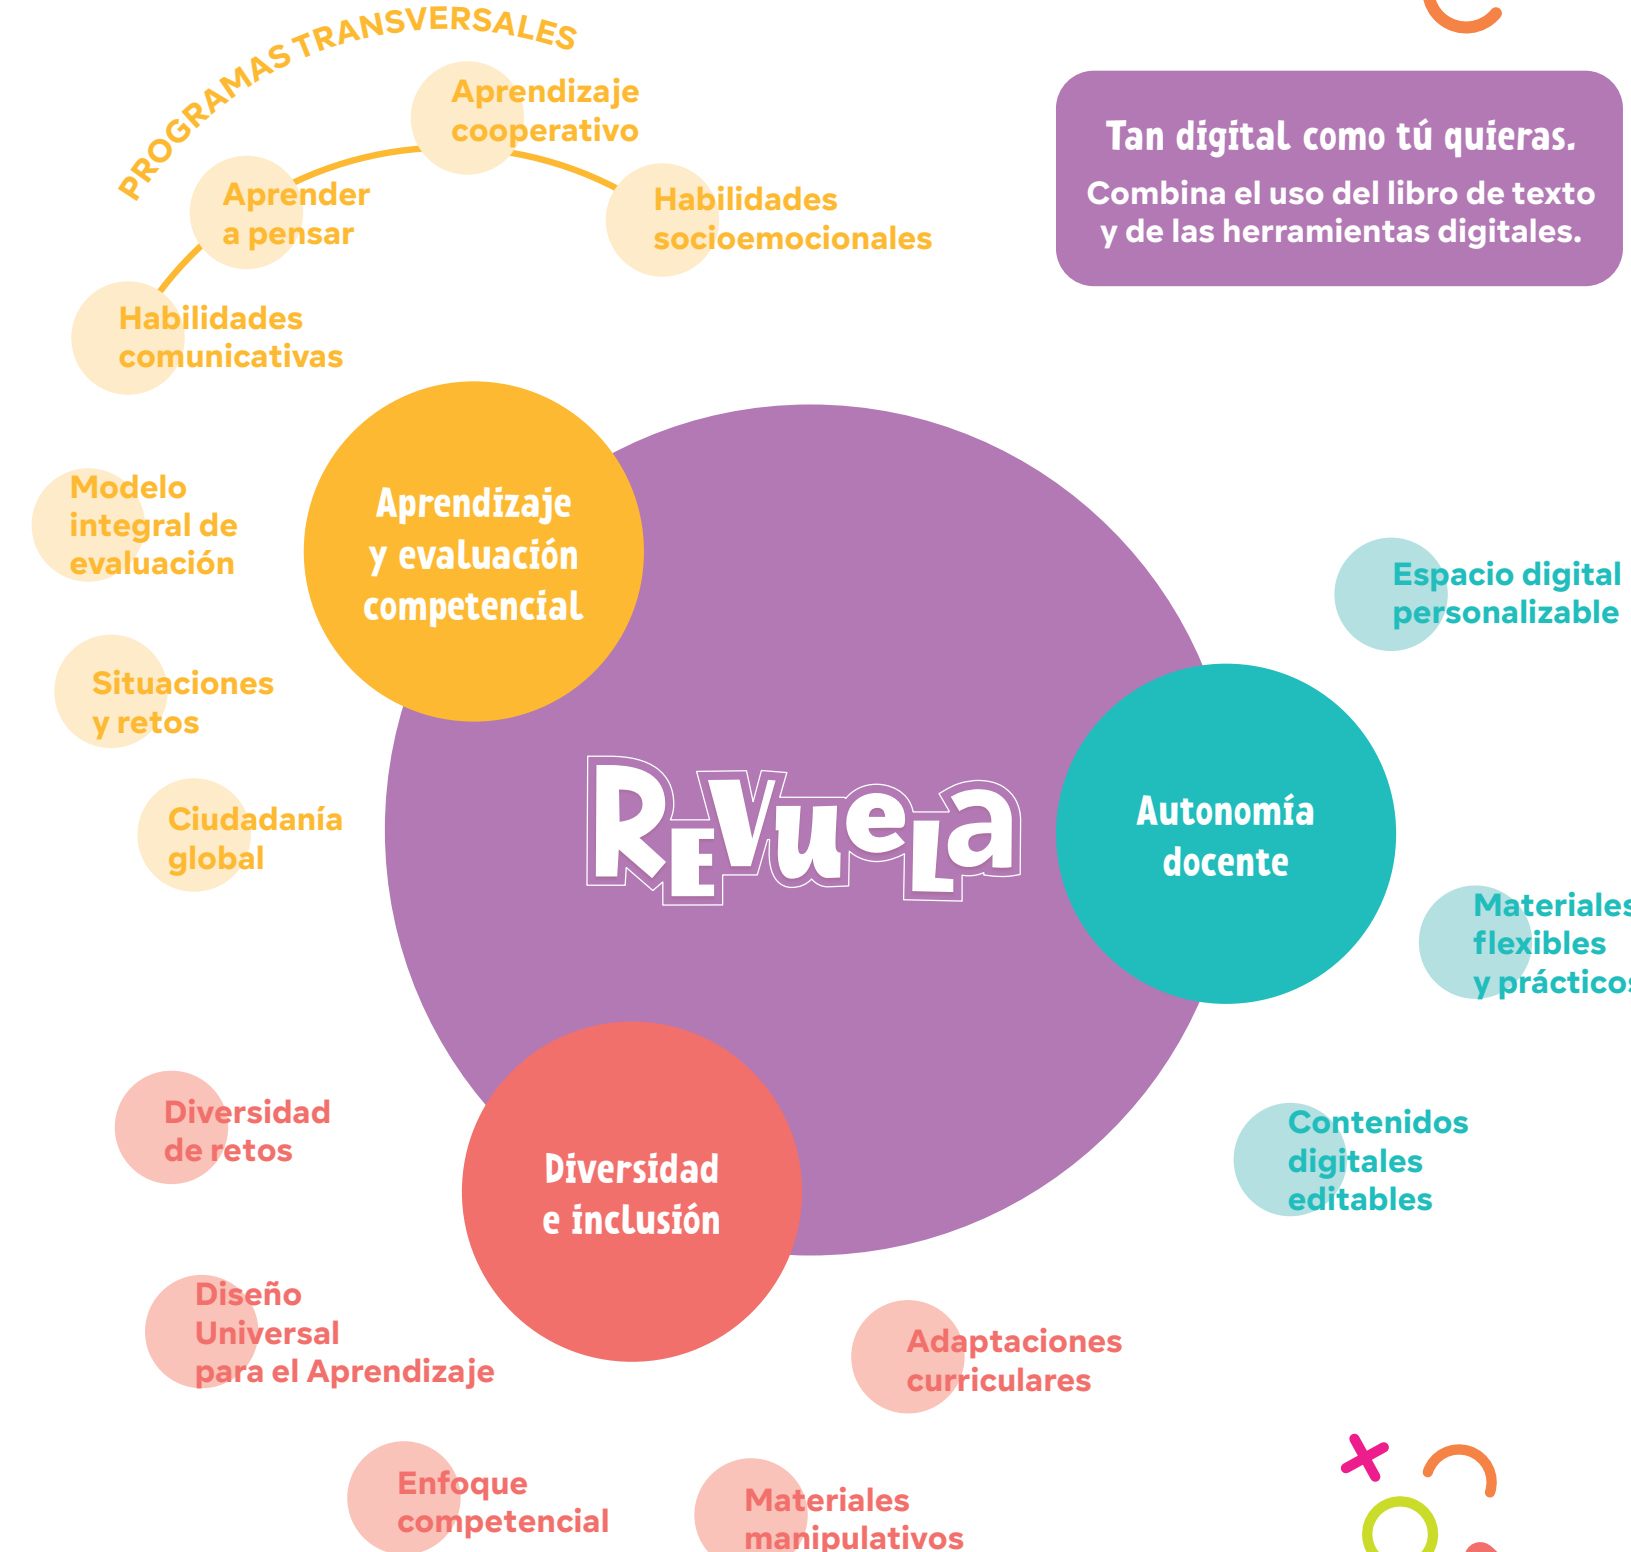 PROGRAMAS TRANSVERSALES
Aprendizaje
cooperativo
Aprender
a pensar
Habilidades
socioemocionales
Habilidades
comunicativas
Tan digital como tú quieras.
Combina el uso del libro de texto
y de las herramientas digitales.
Modelo
integral de
evaluación
Situaciones
y retos
Ciudadanía
global
Aprendizaje
y evaluación
competencial
REVUELA
Autonomía
docente
Espacio digital
personalizable
Materiales
flexibles
y prácticos
Contenidos
digitales
editables
Diversidad
e inclusión
Diversidad
de retos
Diseño
Universal
para el Aprendizaje
Enfoque
competencial
Materiales
manipulativos
Adaptaciones
curriculares